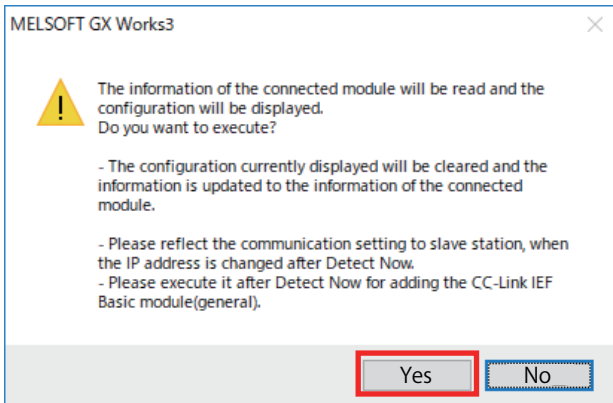 MELSOFT GX Works3
The information of the connected module will be read and the
configuration will be displayed.
Do you want to execute?
- The configuration currently displayed will be cleared and the
information is updated to the information of the connected
module.
- Please reflect the communication setting to slave station, when
the IP address is changed after Detect Now.
- Please execute it after Detect Now for adding the CC-Link IEF
Basic module(general).
Yes
No